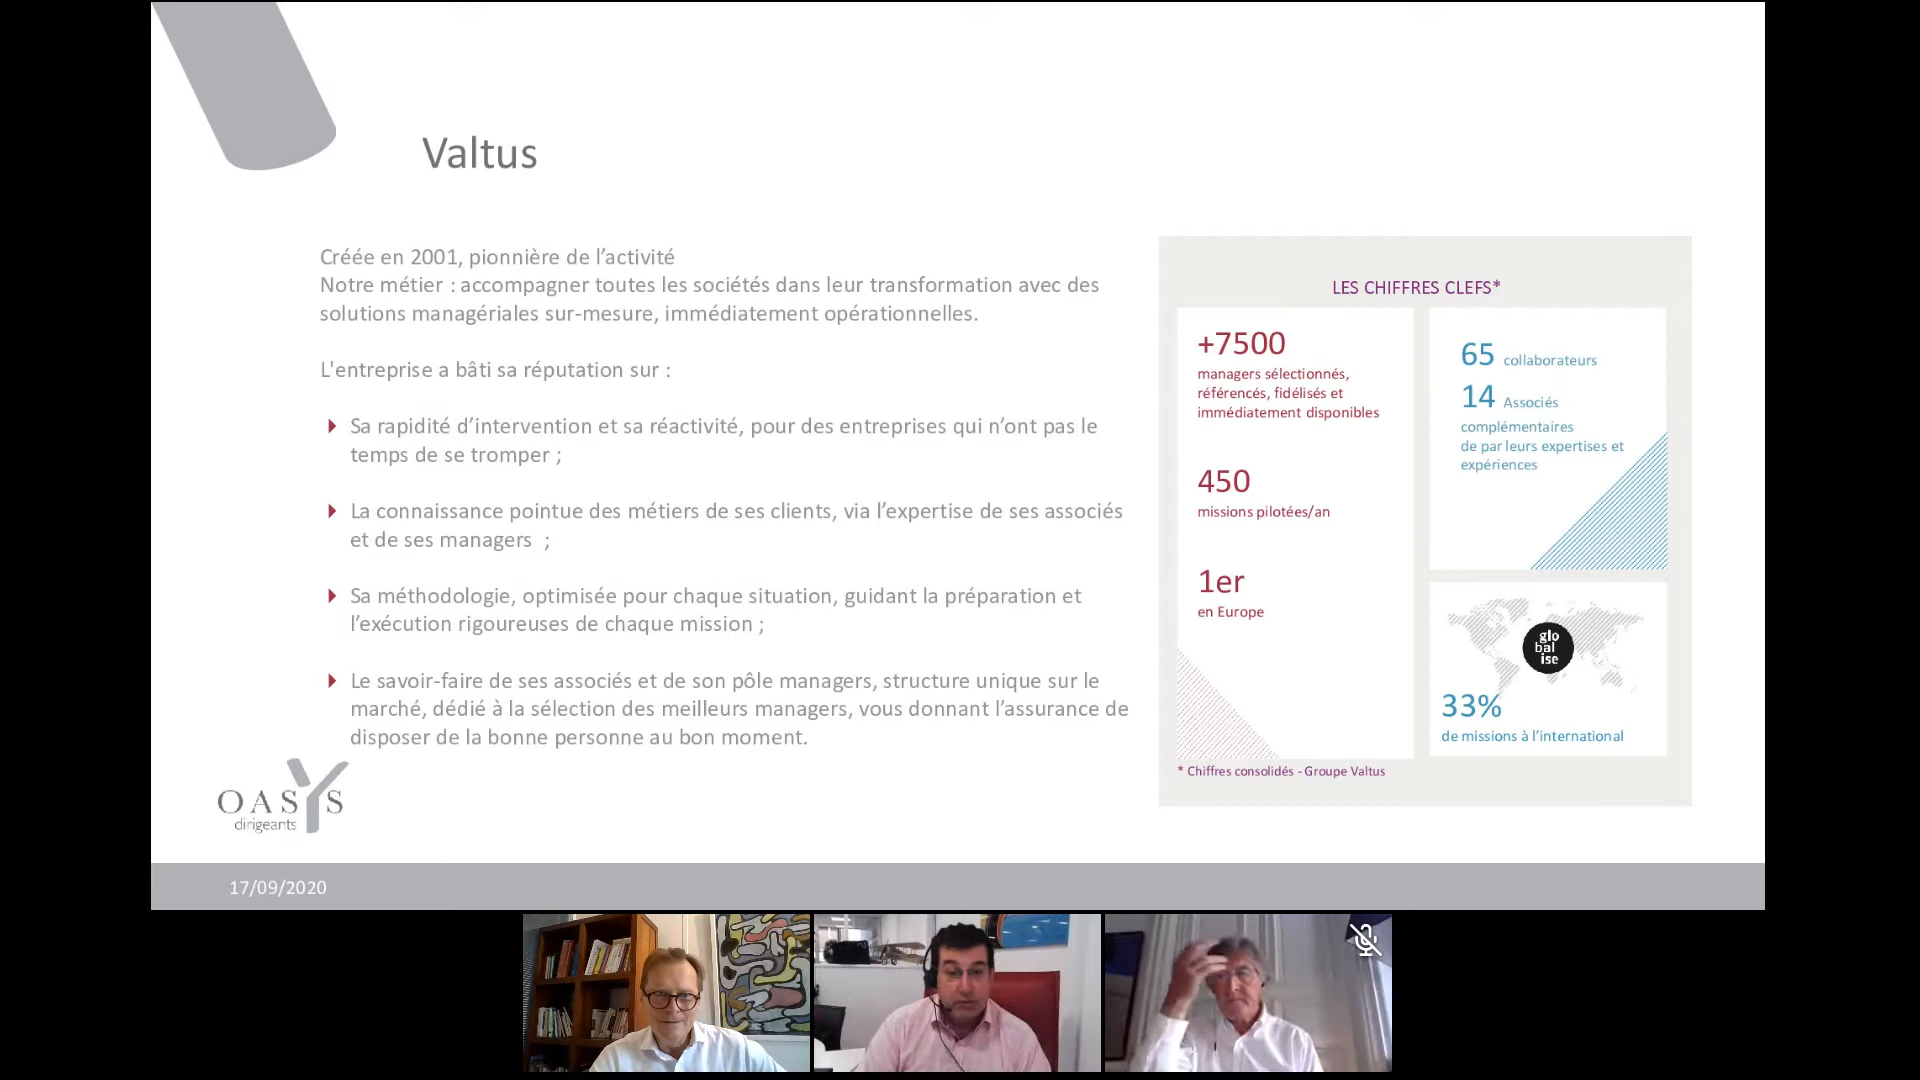 Valtus
Créée en 2001, pionnière de l’activité
Notre métier : accompagner toutes les sociétés dans leur transformation avec des
solutions managériales sur-mesure, immédiatement opérationnelles.
L'entreprise a bâti sa réputation sur :
Sa rapidité d’intervention et sa réactivité, pour des entreprises qui n’ont pas le
temps de se tromper ;
La connaissance pointue des métiers de ses clients, via l’expertise de ses associés
et de ses managers ;
Sa méthodologie, optimisée pour chaque situation, guidant la préparation et
l’exécution rigoureuses de chaque mission ;
Le savoir-faire de ses associés et de son pôle managers, structure unique sur le
marché, dédié à la sélection des meilleurs managers, vous donnant l’assurance de
disposer de la bonne personne au bon moment.
LES CHIFFRES CLEFS*
+7500
managers sélectionnés,
référencés, fidélisés et
immédiatement disponibles
450
missions pilotées/an
1er
en Europe
65 collaborateurs
14 Associés
complémentaires
de par leurs expertises et
expériences
glo
bal
ise
33%
de missions à l’international
* Chiffres consolidés - Groupe Valtus
OASYS
dirigeants
17/09/2020